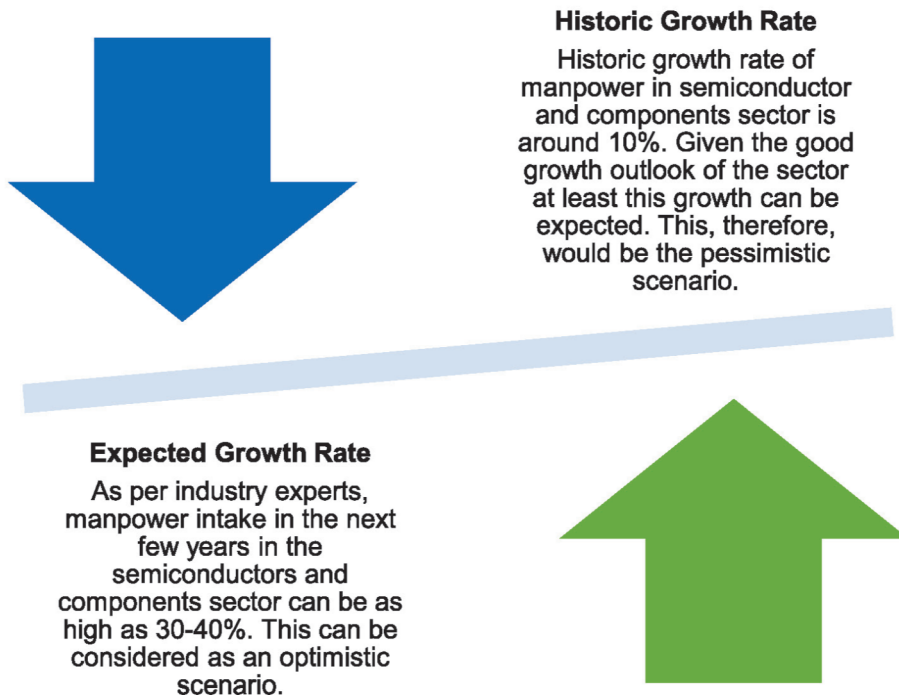 Historic Growth Rate
Historic growth rate of
manpower in semiconductor
and components sector is
around 10%. Given the good
growth outlook of the sector
at least this growth can be
expected. This, therefore,
would be the pessimistic
scenario.
Expected Growth Rate
As per industry experts,
manpower intake in the next
few years in the
semiconductors and
components sector can be as
high as 30-40%. This can be
considered as an optimistic
scenario.